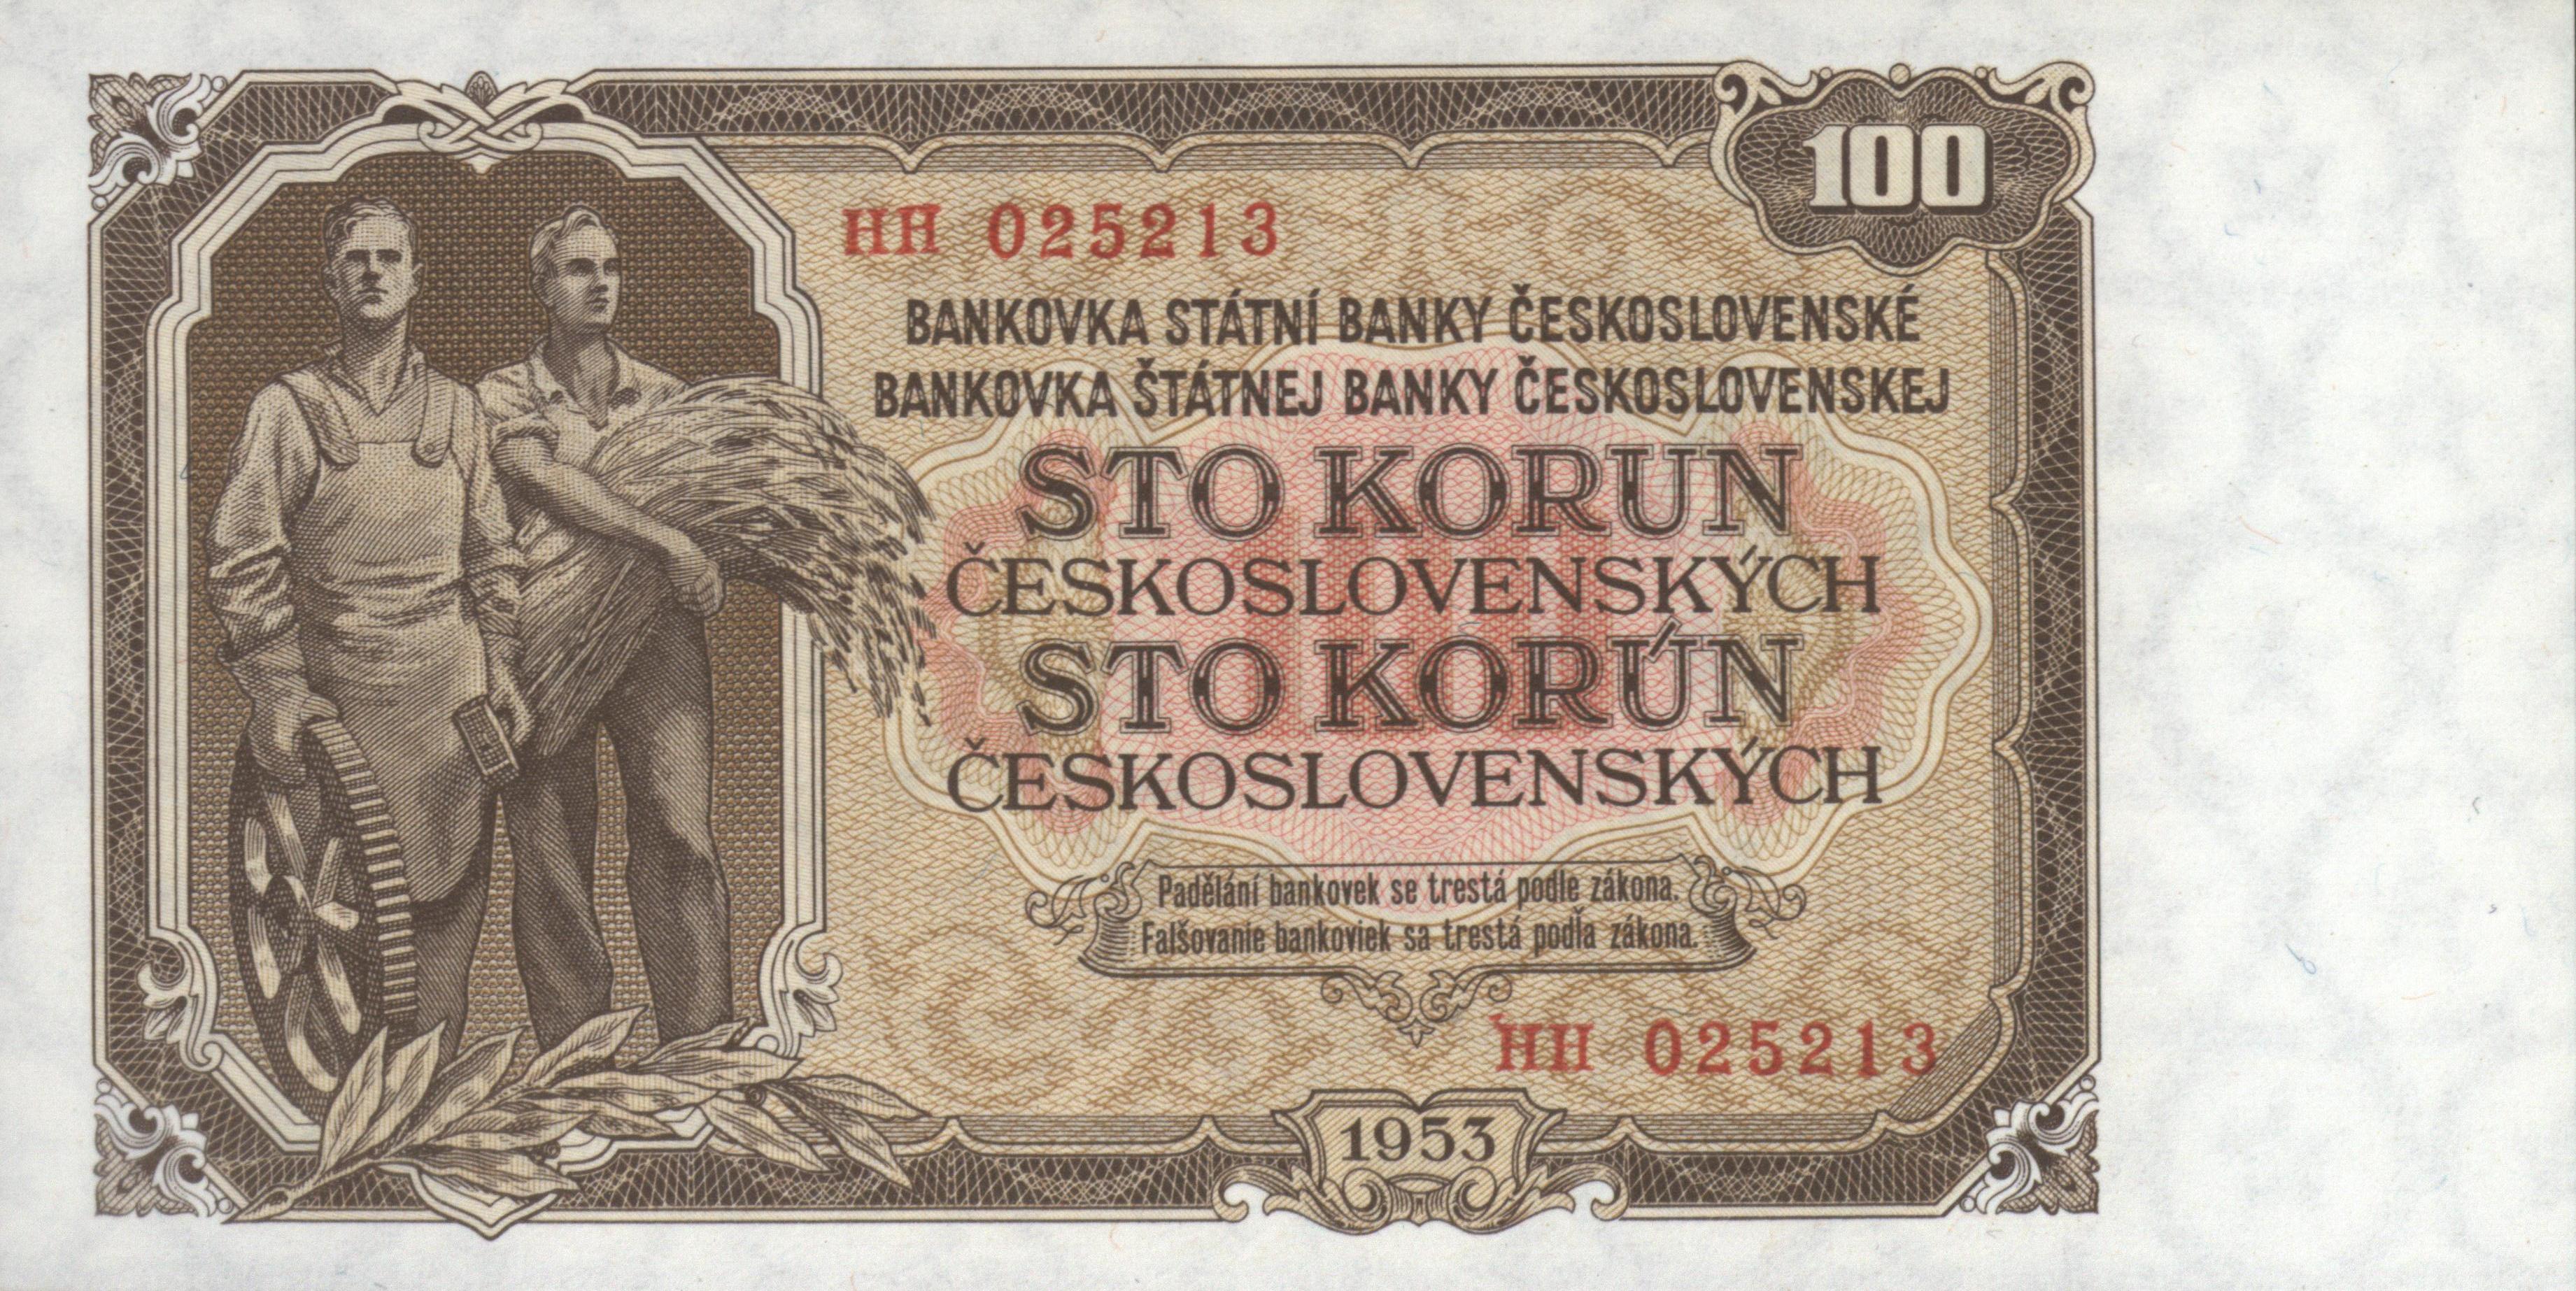 100
HH 025213
BANKOVKA STÁTNÍ BANKY ČESKOSLOVENSKÉ
BANKOVKA ŠTÁTNEJ BANKY ČESKOSLOVENSKEJ
STO KORUN
ČESKOSLOVENSKÝCH
STO KORÚN
ČESKOSLOVENSKÝCH
Padělání bankovek se trestá podle zákona.
Falšovanie bankoviek sa trestá podľa zákona.
HH 025213
1953